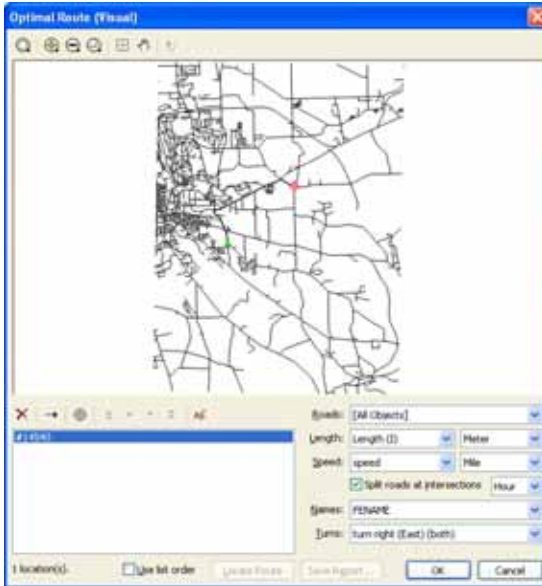 Optimal Route (Visual)
Roads: [All Objects]
Length: Length (I) Meter
Speed: speed Mile
Split roads at intersections Hour
Names: FENAME
Turns: turn right (East) (both)
1 location(s). Use list order Locate Route Save Report ... OK Cancel